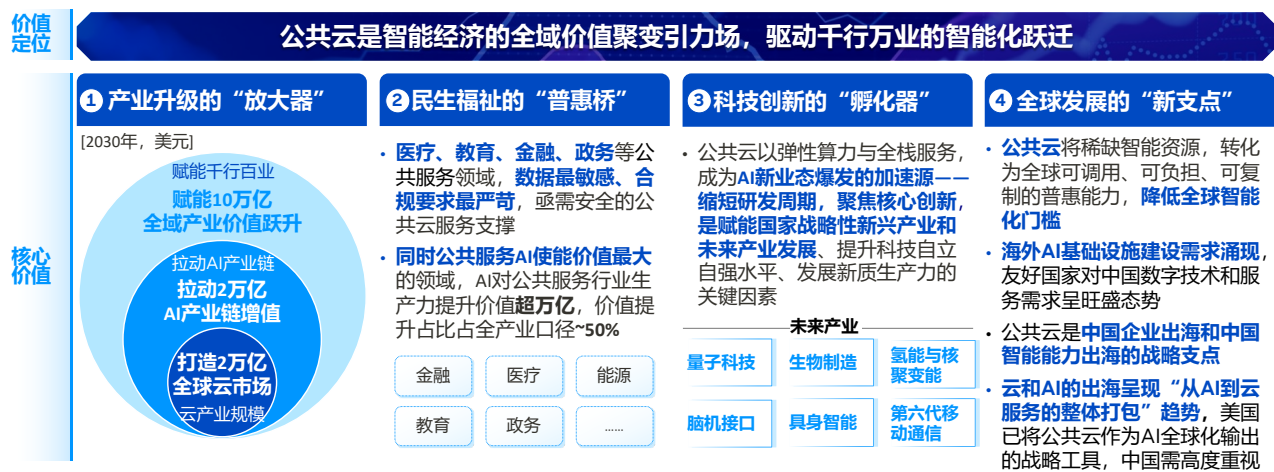 价值
定位
公共云是智能经济的全域价值聚变引力场，驱动千行万业的智能化跃迁
核心
价值
❶ 产业升级的“放大器”
[2030年，美元]
赋能千行百业
赋能10万亿
全域产业价值跃升
拉动AI产业链
拉动2万亿
AI产业链增值
打造2万亿
全球云市场
云产业规模
❷民生福祉的“普惠桥”
• 医疗、教育、金融、政务等公
共服务领域，数据最敏感、合
规要求最严苛，亟需安全的公
共云服务支撑
• 同时公共服务AI使能价值最大
的领域，AI对公共服务行业生
产力提升价值超万亿，价值提
升占比占全产业口径~50%
金融
医疗
能源
教育
政务
......
❸科技创新的“孵化器”
• 公共云以弹性算力与全栈服务，
成为AI新业态爆发的加速源——
缩短研发周期，聚焦核心创新，
是赋能国家战略性新兴产业和
未来产业发展、提升科技自立
自强水平、发展新质生产力的
关键因素
未来产业
量子科技
生物制造
氢能与核
聚变能
脑机接口
具身智能
第六代移
动通信
❹ 全球发展的“新支点”
• 公共云将稀缺智能资源，转化
为全球可调用、可负担、可复
制的普惠能力，降低全球智能
化门槛
• 海外AI基础设施建设需求涌现，
友好国家对中国数字技术和服
务需求呈旺盛态势
• 公共云是中国企业出海和中国
智能能力出海的战略支点
• 云和AI的出海呈现“从AI到云
服务的整体打包”趋势，美国
已将公共云作为AI全球化输出
的战略工具，中国需高度重视